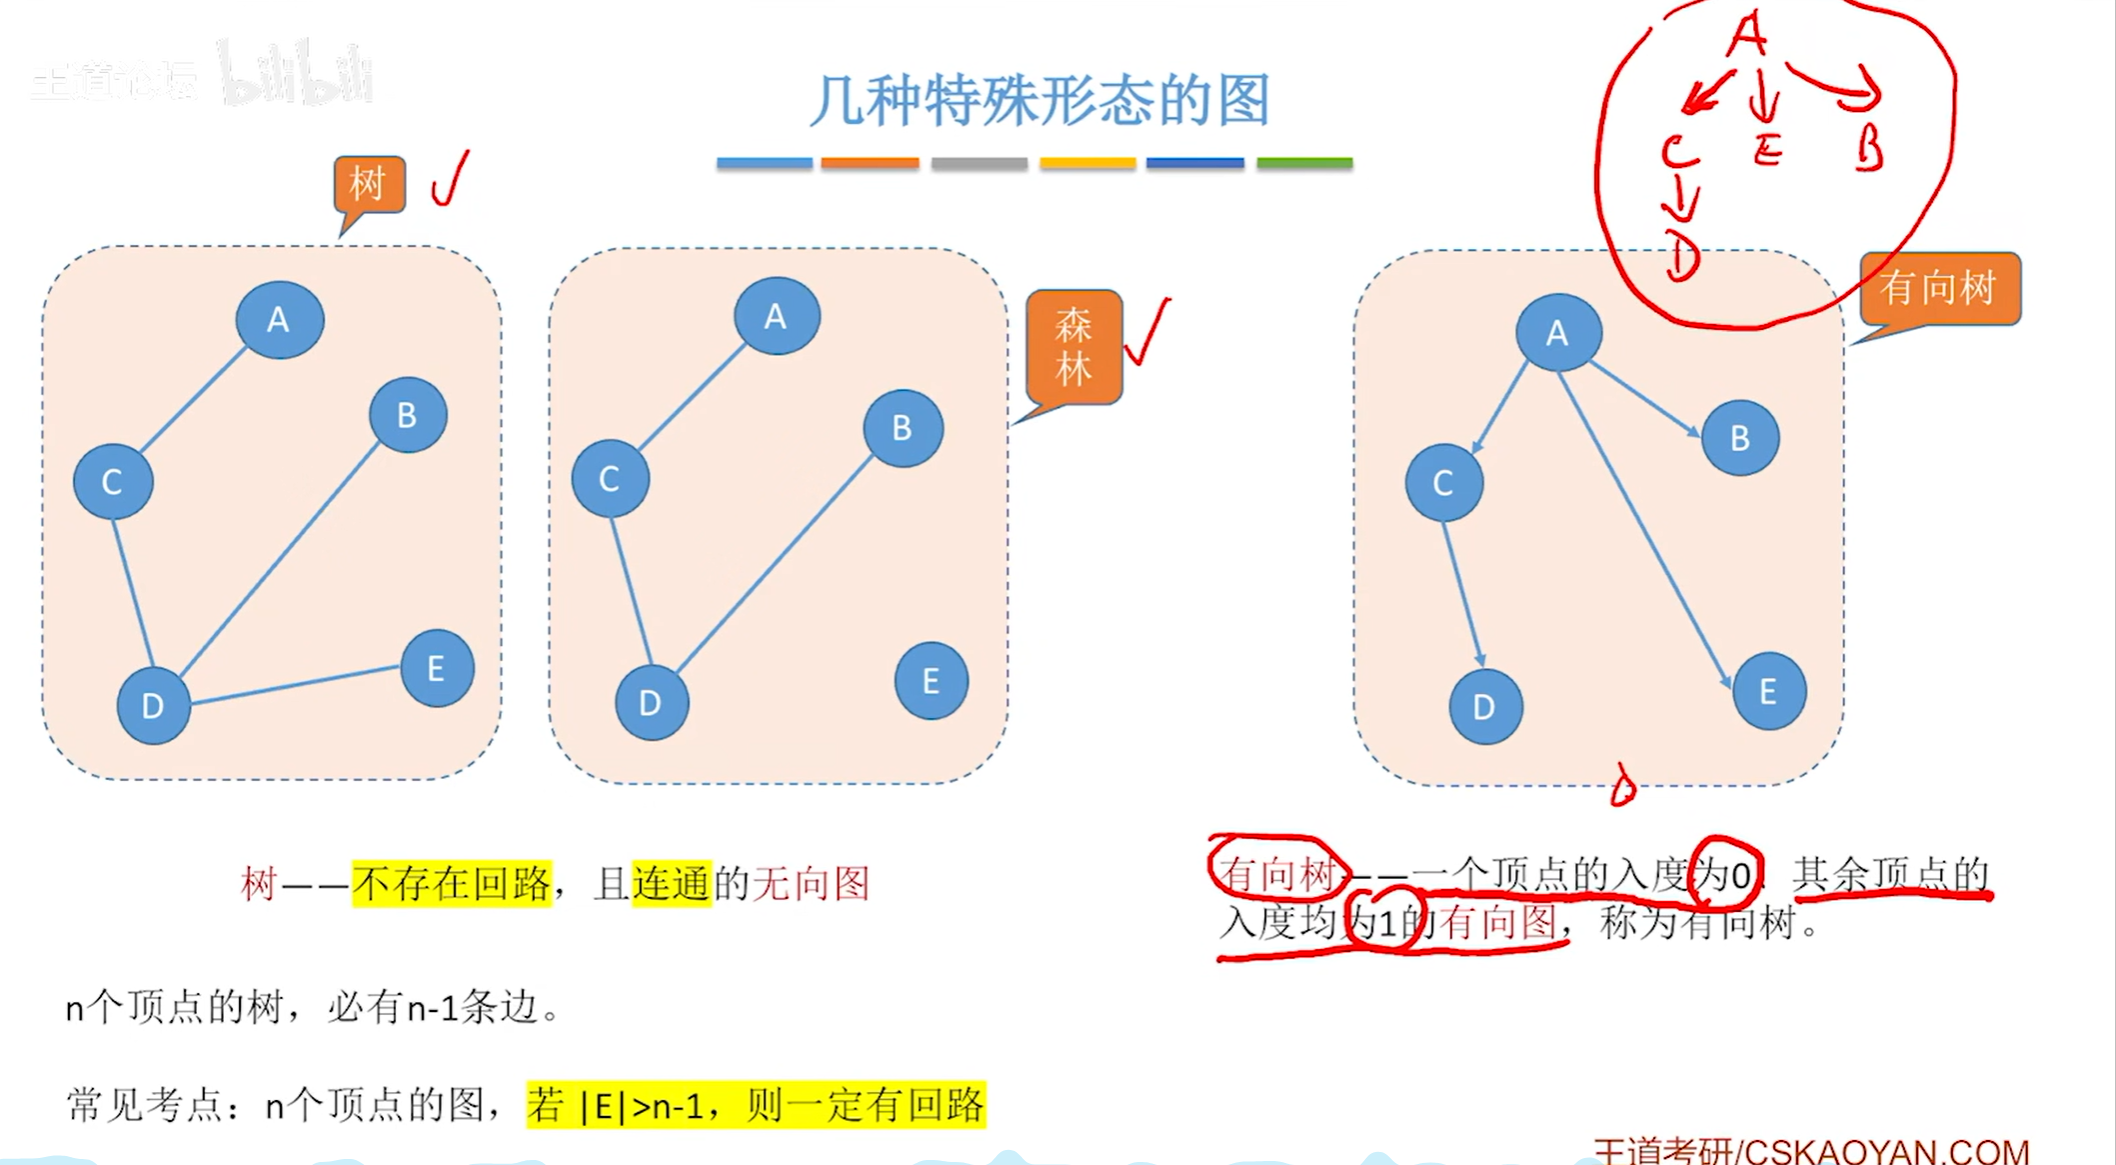 王道论坛 bilibili
几种特殊形态的图
A
C E B
D
树
森
林
有向树
A
B
C
D
E
A
B
C
D
E
A
B
C
D
E
树——不存在回路，且连通的无向图
n个顶点的树，必有n-1条边。
常见考点：n个顶点的图，若 |E|>n-1，则一定有回路
有向树——一个顶点的入度为0、其余顶点的
入度均为1的有向图，称为有向树。
王道考研/CSKAOYAN.COM